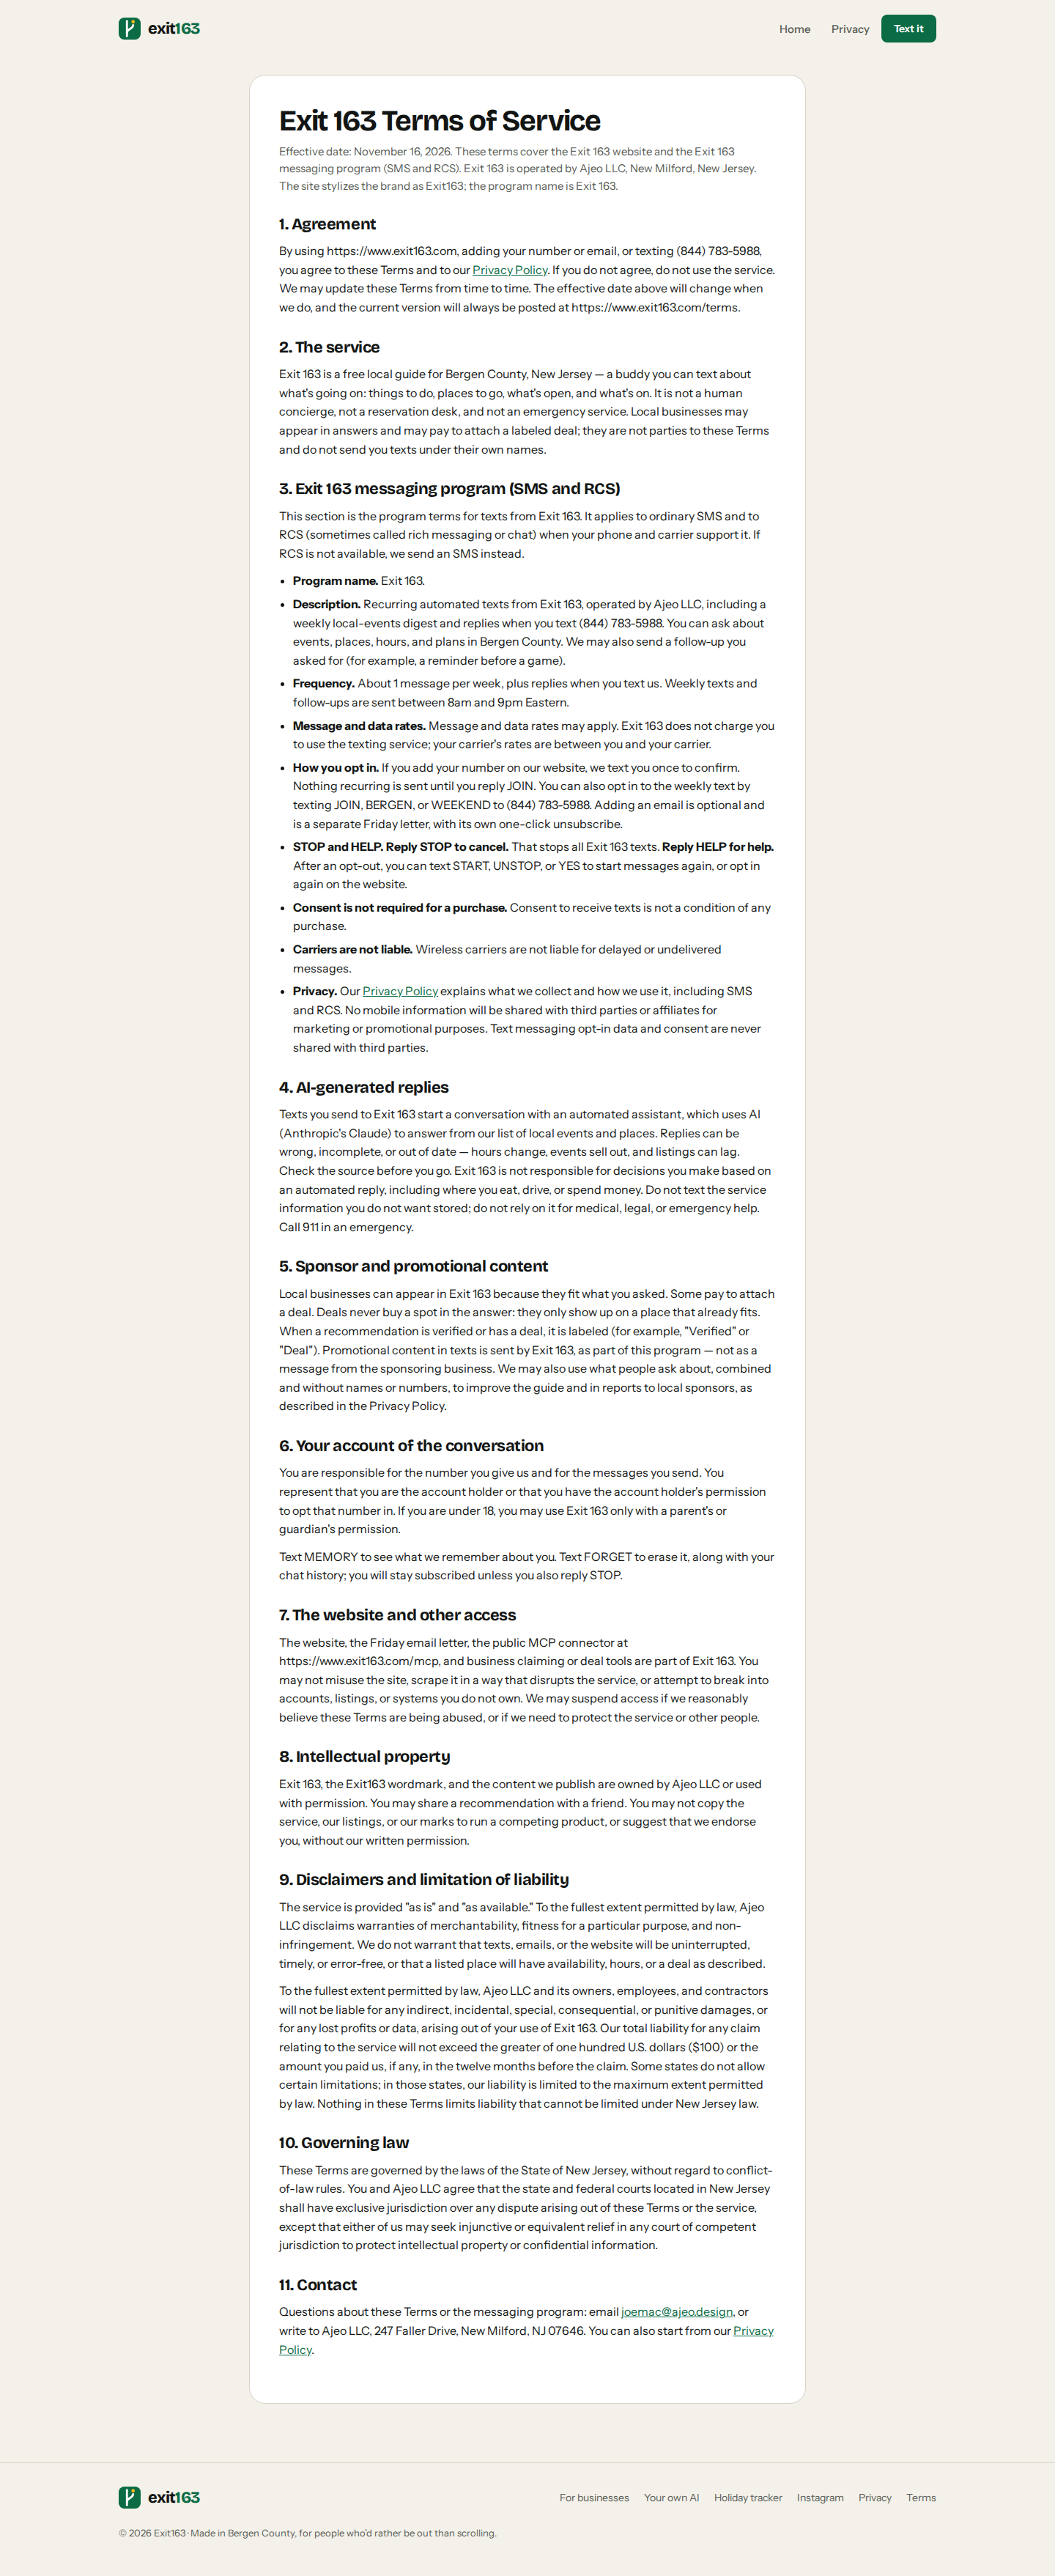 exit163
Home Privacy Text it
Exit 163 Terms of Service
Effective date: November 16, 2026. These terms cover the Exit 163 website and the Exit 163
messaging program (SMS and RCS). Exit 163 is operated by Ajeo LLC, New Milford, New Jersey.
The site stylizes the brand as Exit163; the program name is Exit 163.
1. Agreement
By using https://www.exit163.com, adding your number or email, or texting (844) 783-5988,
you agree to these Terms and to our Privacy Policy. If you do not agree, do not use the service.
We may update these Terms from time to time. The effective date above will change when
we do, and the current version will always be posted at https://www.exit163.com/terms.
2. The service
Exit 163 is a free local guide for Bergen County, New Jersey — a buddy you can text about
what's going on: things to do, places to go, what's open, and what's on. It is not a human
concierge, not a reservation desk, and not an emergency service. Local businesses may
appear in answers and may pay to attach a labeled deal; they are not parties to these Terms
and do not send you texts under their own names.
3. Exit 163 messaging program (SMS and RCS)
This section is the program terms for texts from Exit 163. It applies to ordinary SMS and to
RCS (sometimes called rich messaging or chat) when your phone and carrier support it. If
RCS is not available, we send an SMS instead.
• Program name. Exit 163.
• Description. Recurring automated texts from Exit 163, operated by Ajeo LLC, including a
weekly local-events digest and replies when you text (844) 783-5988. You can ask about
events, places, hours, and plans in Bergen County. We may also send a follow-up you
asked for (for example, a reminder before a game).
• Frequency. About 1 message per week, plus replies when you text us. Weekly texts and
follow-ups are sent between 8am and 9pm Eastern.
• Message and data rates. Message and data rates may apply. Exit 163 does not charge you
to use the texting service; your carrier's rates are between you and your carrier.
• How you opt in. If you add your number on our website, we text you once to confirm.
Nothing recurring is sent until you reply JOIN. You can also opt in to the weekly text by
texting JOIN, BERGEN, or WEEKEND to (844) 783-5988. Adding an email is optional and
is a separate Friday letter, with its own one-click unsubscribe.
• STOP and HELP. Reply STOP to cancel. That stops all Exit 163 texts. Reply HELP for help.
After an opt-out, you can text START, UNSTOP, or YES to start messages again, or opt in
again on the website.
• Consent is not required for a purchase. Consent to receive texts is not a condition of any
purchase.
• Carriers are not liable. Wireless carriers are not liable for delayed or undelivered
messages.
• Privacy. Our Privacy Policy explains what we collect and how we use it, including SMS
and RCS. No mobile information will be shared with third parties or affiliates for
marketing or promotional purposes. Text messaging opt-in data and consent are never
shared with third parties.
4. AI-generated replies
Texts you send to Exit 163 start a conversation with an automated assistant, which uses AI
(Anthropic's Claude) to answer from our list of local events and places. Replies can be
wrong, incomplete, or out of date — hours change, events sell out, and listings can lag.
Check the source before you go. Exit 163 is not responsible for decisions you make based on
an automated reply, including where you eat, drive, or spend money. Do not text the service
information you do not want stored; do not rely on it for medical, legal, or emergency help.
Call 911 in an emergency.
5. Sponsor and promotional content
Local businesses can appear in Exit 163 because they fit what you asked. Some pay to attach
a deal. Deals never buy a spot in the answer: they only show up on a place that already fits.
When a recommendation is verified or has a deal, it is labeled (for example, "Verified" or
"Deal"). Promotional content in texts is sent by Exit 163, as part of this program — not as a
message from the sponsoring business. We may also use what people ask about, combined
and without names or numbers, to improve the guide and in reports to local sponsors, as
described in the Privacy Policy.
6. Your account of the conversation
You are responsible for the number you give us and for the messages you send. You
represent that you are the account holder or that you have the account holder's permission
to opt that number in. If you are under 18, you may use Exit 163 only with a parent's or
guardian's permission.
Text MEMORY to see what we remember about you. Text FORGET to erase it, along with your
chat history; you will stay subscribed unless you also reply STOP.
7. The website and other access
The website, the Friday email letter, the public MCP connector at
https://www.exit163.com/mcp, and business claiming or deal tools are part of Exit 163. You
may not misuse the site, scrape it in a way that disrupts the service, or attempt to break into
accounts, listings, or systems you do not own. We may suspend access if we reasonably
believe these Terms are being abused, or if we need to protect the service or other people.
8. Intellectual property
Exit 163, the Exit163 wordmark, and the content we publish are owned by Ajeo LLC or used
with permission. You may share a recommendation with a friend. You may not copy the
service, our listings, or our marks to run a competing product, or suggest that we endorse
you, without our written permission.
9. Disclaimers and limitation of liability
The service is provided "as is" and "as available." To the fullest extent permitted by law, Ajeo
LLC disclaims warranties of merchantability, fitness for a particular purpose, and non-
infringement. We do not warrant that texts, emails, or the website will be uninterrupted,
timely, or error-free, or that a listed place will have availability, hours, or a deal as described.
To the fullest extent permitted by law, Ajeo LLC and its owners, employees, and contractors
will not be liable for any indirect, incidental, special, consequential, or punitive damages, or
for any lost profits or data, arising out of your use of Exit 163. Our total liability for any claim
relating to the service will not exceed the greater of one hundred U.S. dollars ($100) or the
amount you paid us, if any, in the twelve months before the claim. Some states do not allow
certain limitations; in those states, our liability is limited to the maximum extent permitted
by law. Nothing in these Terms limits liability that cannot be limited under New Jersey law.
10. Governing law
These Terms are governed by the laws of the State of New Jersey, without regard to conflict-
of-law rules. You and Ajeo LLC agree that the state and federal courts located in New Jersey
shall have exclusive jurisdiction over any dispute arising out of these Terms or the service,
except that either of us may seek injunctive or equivalent relief in any court of competent
jurisdiction to protect intellectual property or confidential information.
11. Contact
Questions about these Terms or the messaging program: email joemac@ajeo.design, or
write to Ajeo LLC, 247 Faller Drive, New Milford, NJ 07646. You can also start from our Privacy
Policy.
exit163
For businesses Your own AI Holiday tracker Instagram Privacy Terms
© 2026 Exit163 · Made in Bergen County, for people who'd rather be out than scrolling.